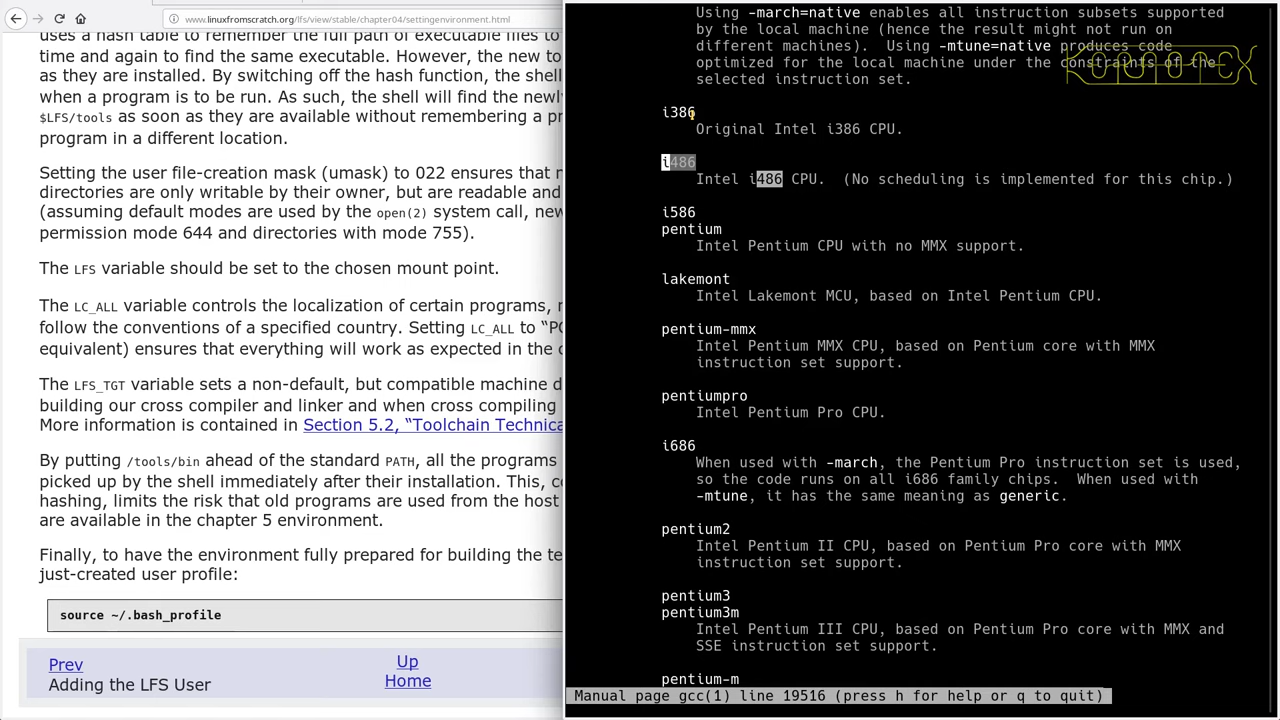 www.linuxfromscratch.org/lfs/view/stable/chapter04/settingenvironment.html
uses a hash table to remember the full path of executable files to
time and again to find the same executable. However, the new to
as they are installed. By switching off the hash function, the shell
when a program is to be run. As such, the shell will find the newl
$LFS/tools as soon as they are available without remembering a pr
program in a different location.
Setting the user file-creation mask (umask) to 022 ensures that n
directories are only writable by their owner, but are readable and
(assuming default modes are used by the open(2) system call, new
permission mode 644 and directories with mode 755).
The LFS variable should be set to the chosen mount point.
The LC_ALL variable controls the localization of certain programs, n
follow the conventions of a specified country. Setting LC_ALL to “PO
equivalent) ensures that everything will work as expected in the c
The LFS_TGT variable sets a non-default, but compatible machine d
building our cross compiler and linker and when cross compiling
More information is contained in Section 5.2, “Toolchain Technica
By putting /tools/bin ahead of the standard PATH, all the programs
picked up by the shell immediately after their installation. This, co
hashing, limits the risk that old programs are used from the host
are available in the chapter 5 environment.
Finally, to have the environment fully prepared for building the te
just-created user profile:
source ~/.bash_profile
Prev
Adding the LFS User
Up
Home
Using -march=native enables all instruction subsets supported
by the local machine (hence the result might not run on
different machines).  Using -mtune=native produces code
optimized for the local machine under the constraints of the
selected instruction set.
i386
Original Intel i386 CPU.
i486
Intel i486 CPU.  (No scheduling is implemented for this chip.)
i586
pentium
Intel Pentium CPU with no MMX support.
lakemont
Intel Lakemont MCU, based on Intel Pentium CPU.
pentium-mmx
Intel Pentium MMX CPU, based on Pentium core with MMX
instruction set support.
pentiumpro
Intel Pentium Pro CPU.
i686
When used with -march, the Pentium Pro instruction set is used,
so the code runs on all i686 family chips.  When used with
-mtune, it has the same meaning as generic.
pentium2
Intel Pentium II CPU, based on Pentium Pro core with MMX
instruction set support.
pentium3
pentium3m
Intel Pentium III CPU, based on Pentium Pro core with MMX and
SSE instruction set support.
pentium-m
Manual page gcc(1) line 19516 (press h for help or q to quit)